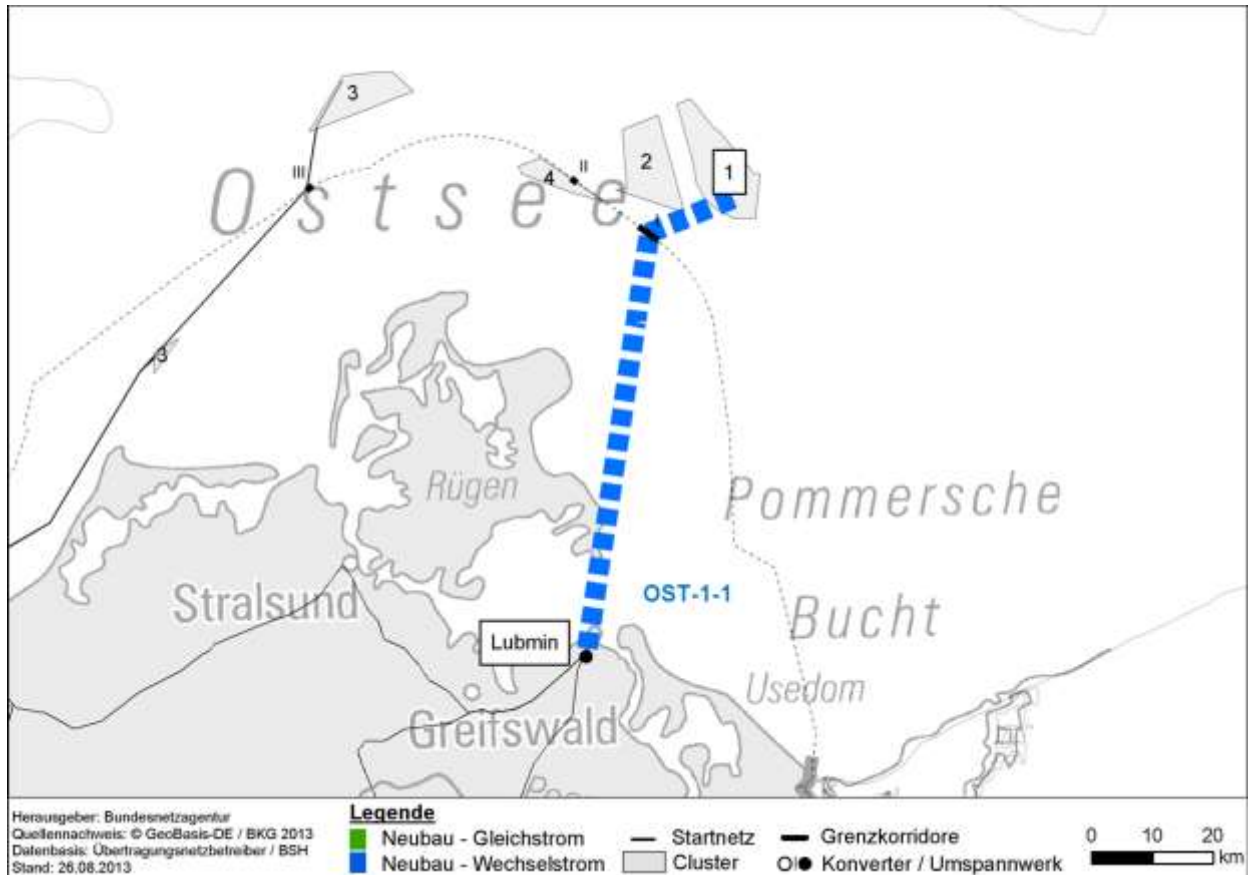 3
III
II
4
2
1
Ostsee
3
Rügen
Pommersche
Stralsund
OST-1-1
Bucht
Lubmin
Usedom
Greifswald
Legende
Herausgeber: Bundesnetzagentur
Quellennachweis: © GeoBasis-DE / BKG 2013
Datenbasis: Übertragungsnetzbetreiber / BSH
Stand: 26.08.2013
Neubau - Gleichstrom
Neubau - Wechselstrom
Startnetz
Cluster
Grenzkorridore
Konverter / Umspannwerk
0 10 20
km